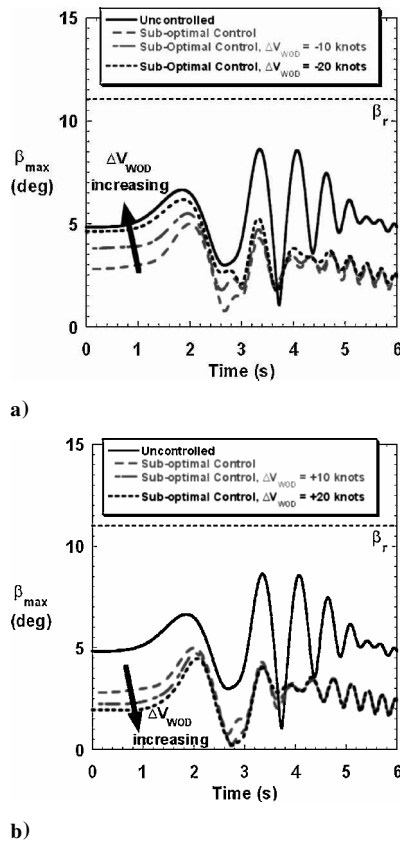 a)
15
Uncontrolled
Sub-optimal Control
Sub-Optimal Control, ΔV_WOD = -10 knots
Sub-Optimal Control, ΔV_WOD = -20 knots
β_r
10
β_max
(deg)
ΔV_WOD
increasing
5
0
0 1 2 3 4 5 6
Time (s)
a)
15
Uncontrolled
Sub-optimal Control
Sub-optimal Control, ΔV_WOD = +10 knots
Sub-optimal Control, ΔV_WOD = +20 knots
β_r
10
β_max
(deg)
5
ΔV_WOD
increasing
0
0 1 2 3 4 5 6
Time (s)
b)